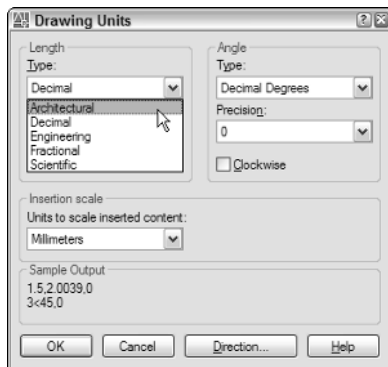 Drawing Units
Length
Type:
Decimal
Architectural
Decimal
Engineering
Fractional
Scientific
Angle
Type:
Decimal Degrees
Precision:
0
Clockwise
Insertion scale
Units to scale inserted content:
Millimeters
Sample Output
1.5,2.0039,0
3<45,0
OK
Cancel
Direction...
Help